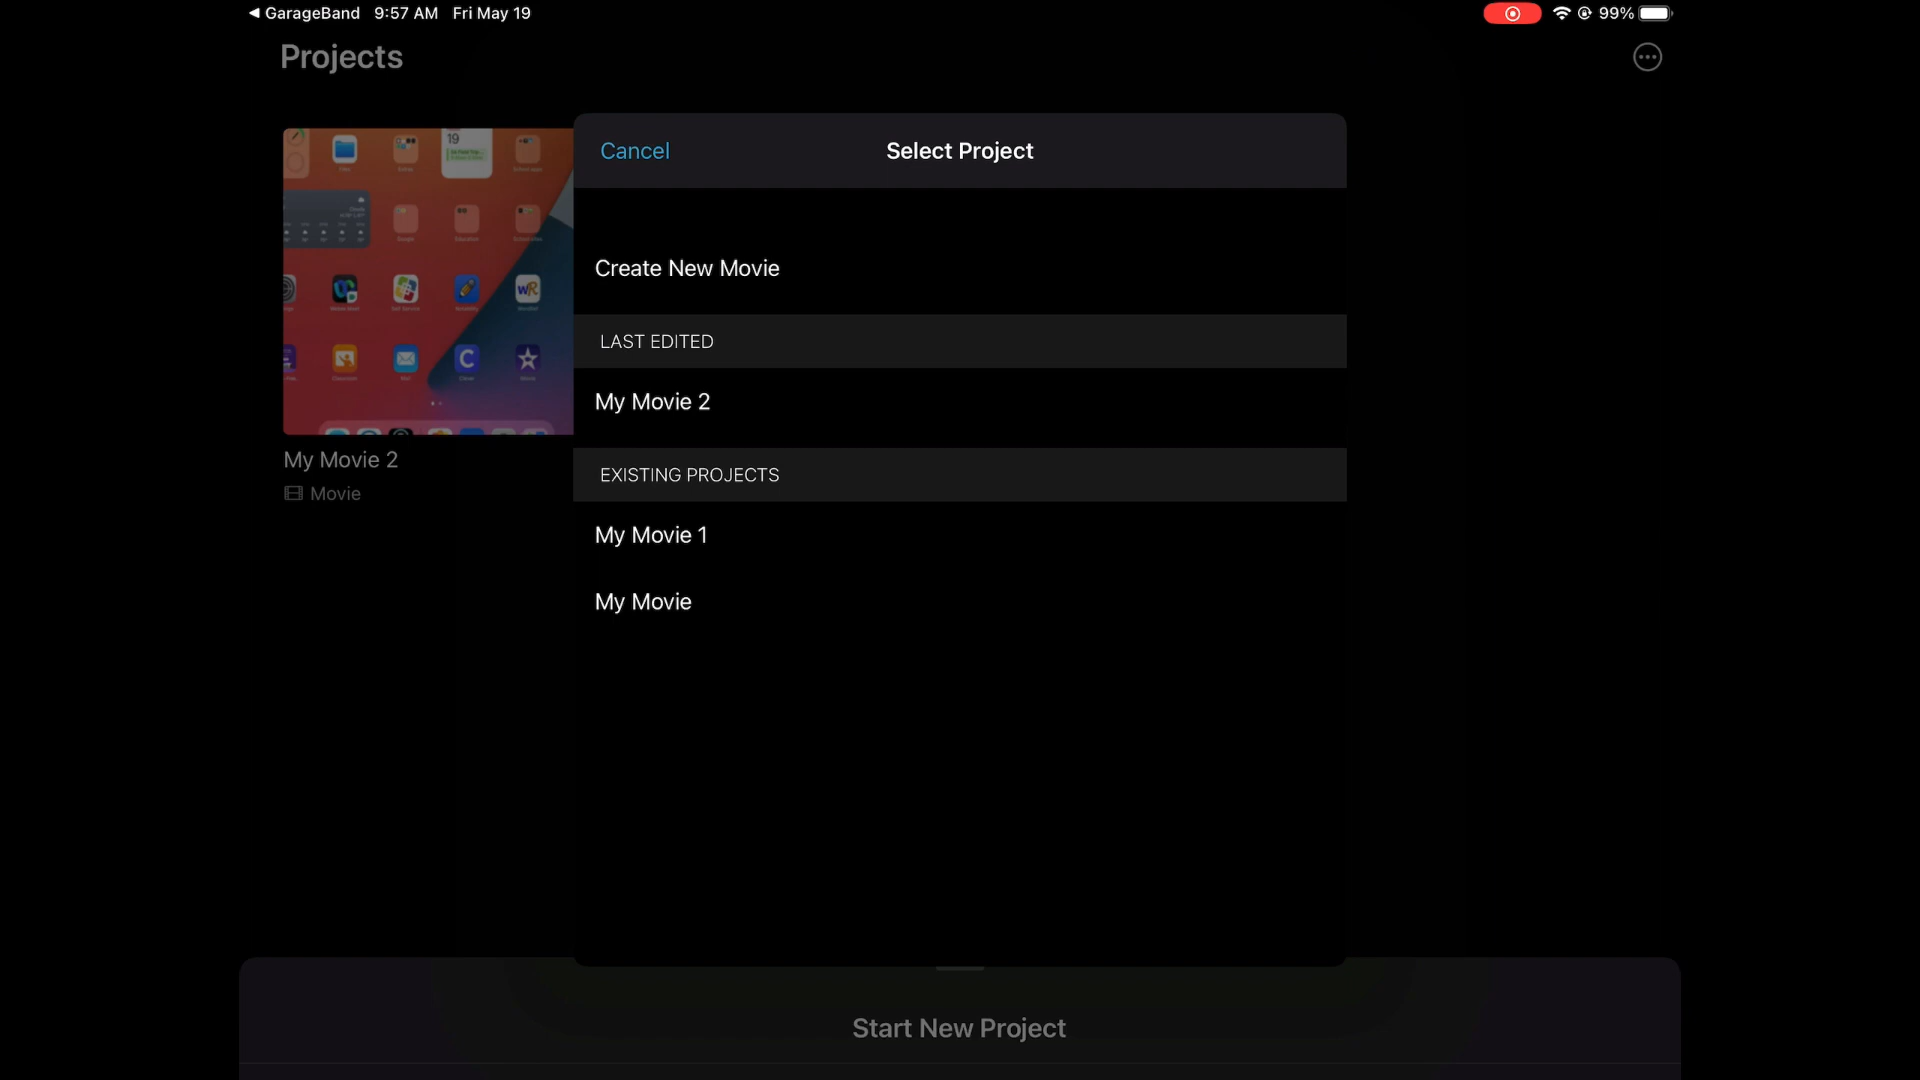 ◀ GarageBand 9:57 AM Fri May 19
99%
Projects
Cancel
Select Project
19
Create New Movie
LAST EDITED
My Movie 2
EXISTING PROJECTS
My Movie 1
My Movie
My Movie 2
Movie
Start New Project